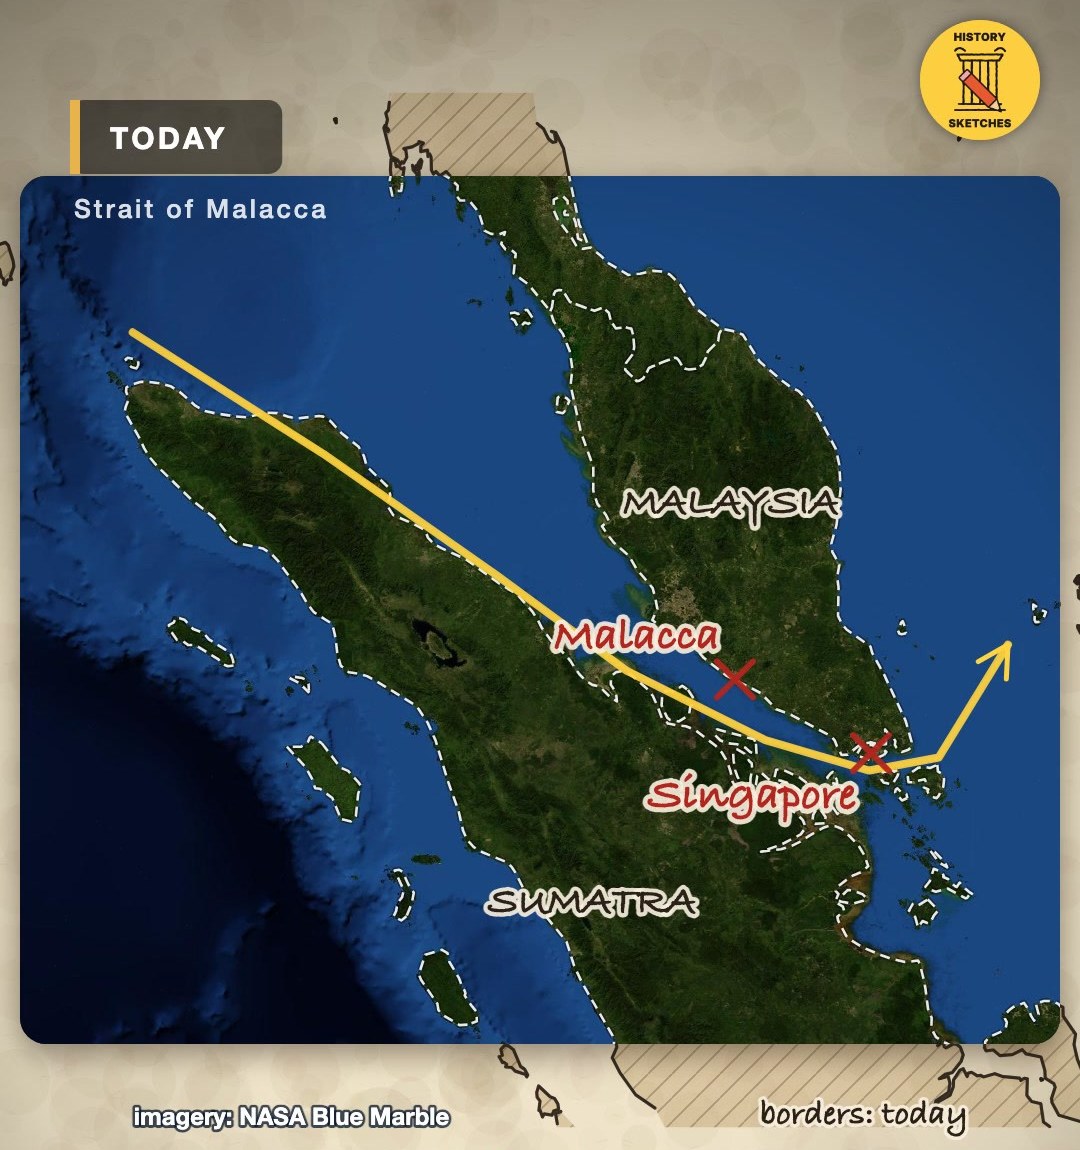 HISTORY
SKETCHES
TODAY
Strait of Malacca
MALAYSIA
Malacca
Singapore
SUMATRA
imagery: NASA Blue Marble
borders: today